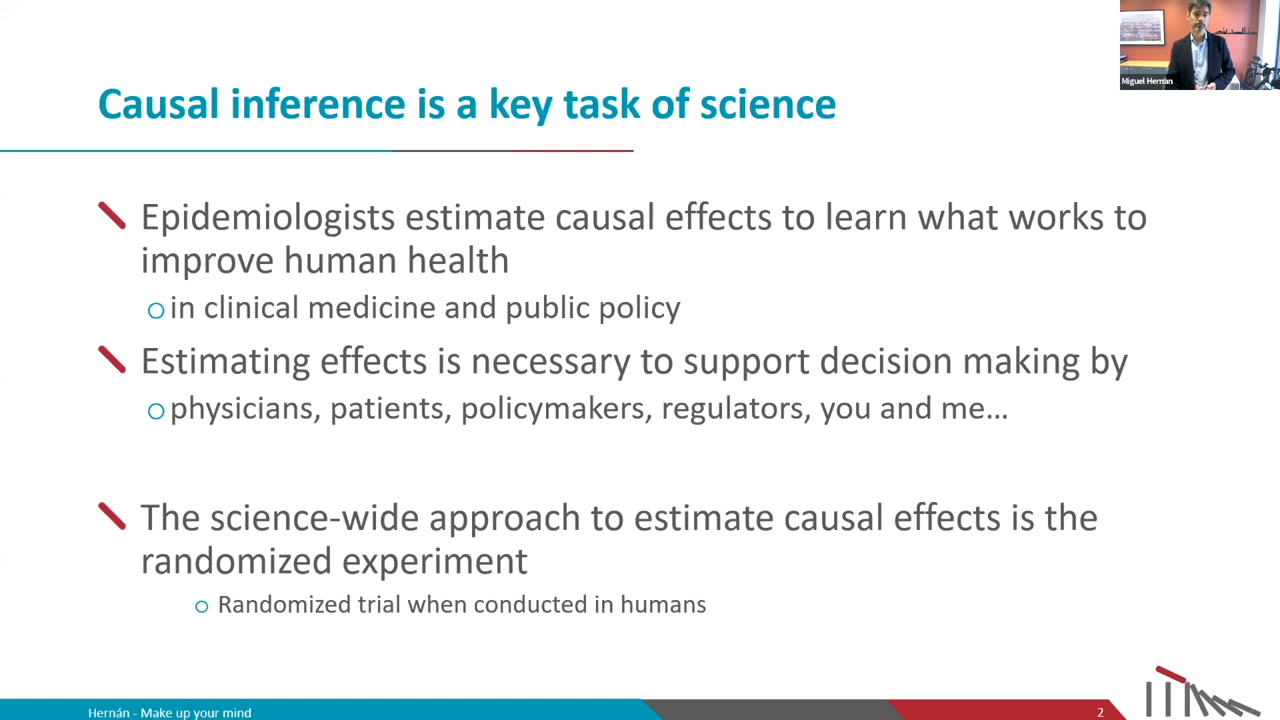 Miguel Hernan
Causal inference is a key task of science
Epidemiologists estimate causal effects to learn what works to
improve human health
in clinical medicine and public policy
Estimating effects is necessary to support decision making by
physicians, patients, policymakers, regulators, you and me…
The science-wide approach to estimate causal effects is the
randomized experiment
Randomized trial when conducted in humans
Hernán - Make up your mind
2